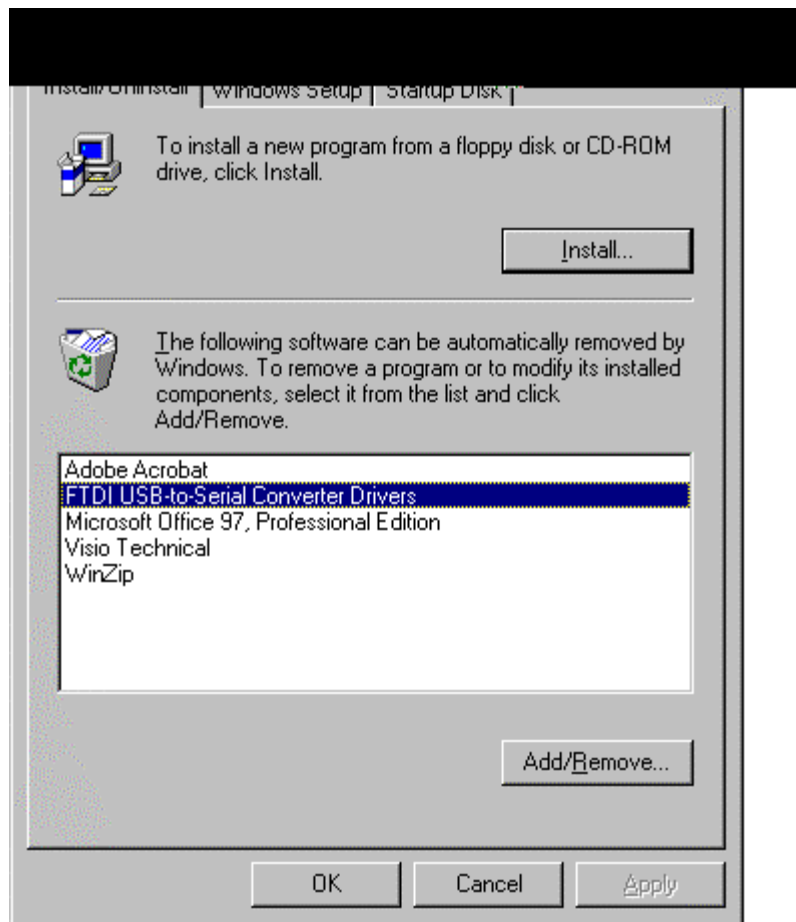 Install/Uninstall Windows Setup Startup Disk
To install a new program from a floppy disk or CD-ROM
drive, click Install.
Install...
The following software can be automatically removed by
Windows. To remove a program or to modify its installed
components, select it from the list and click
Add/Remove.
Adobe Acrobat
FTDI USB-to-Serial Converter Drivers
Microsoft Office 97, Professional Edition
Visio Technical
WinZip
Add/Remove...
OK Cancel Apply